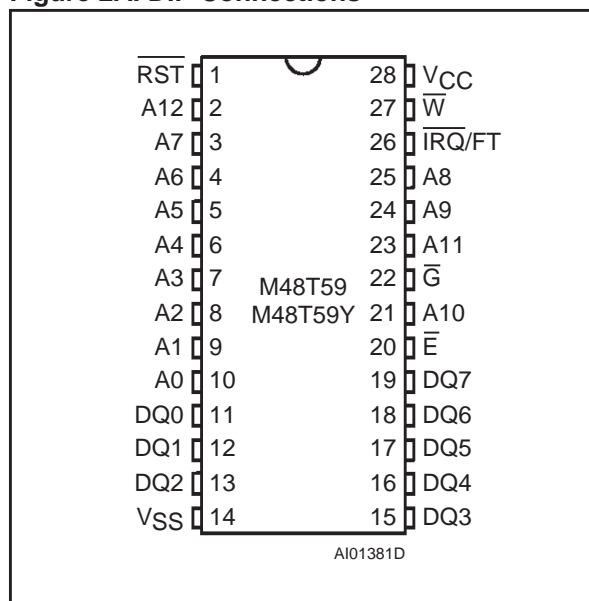 Figure 2A. DIP Connections
R̅S̅T̅ 1 28 VCC
A12 2 27 W̅
A7 3 26 I̅R̅Q̅/FT
A6 4 25 A8
A5 5 24 A9
A4 6 23 A11
A3 7 M48T59 22 G̅
A2 8 M48T59Y 21 A10
A1 9 20 E̅
A0 10 19 DQ7
DQ0 11 18 DQ6
DQ1 12 17 DQ5
DQ2 13 16 DQ4
VSS 14 15 DQ3
AI01381D